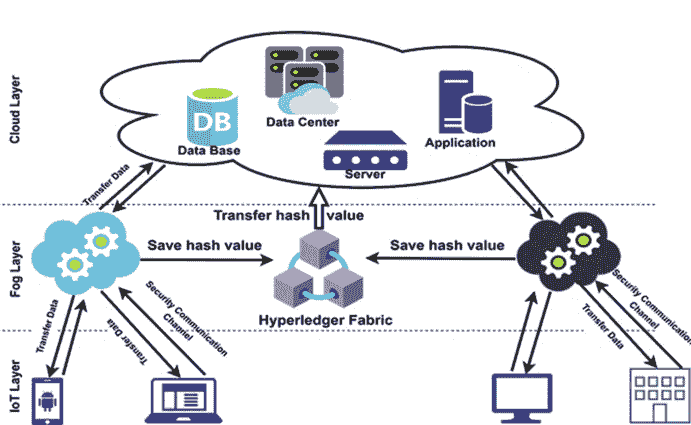 Cloud Layer
DB
Data Base
Data Center
Server
Application
Transfer Data
Transfer hash value
Fog Layer
Save hash value
Save hash value
Hyperledger Fabric
Transfer Data
Transfer Data
Security Communication
Channel
Security Communication
Channel
Transfer Data
IoT Layer